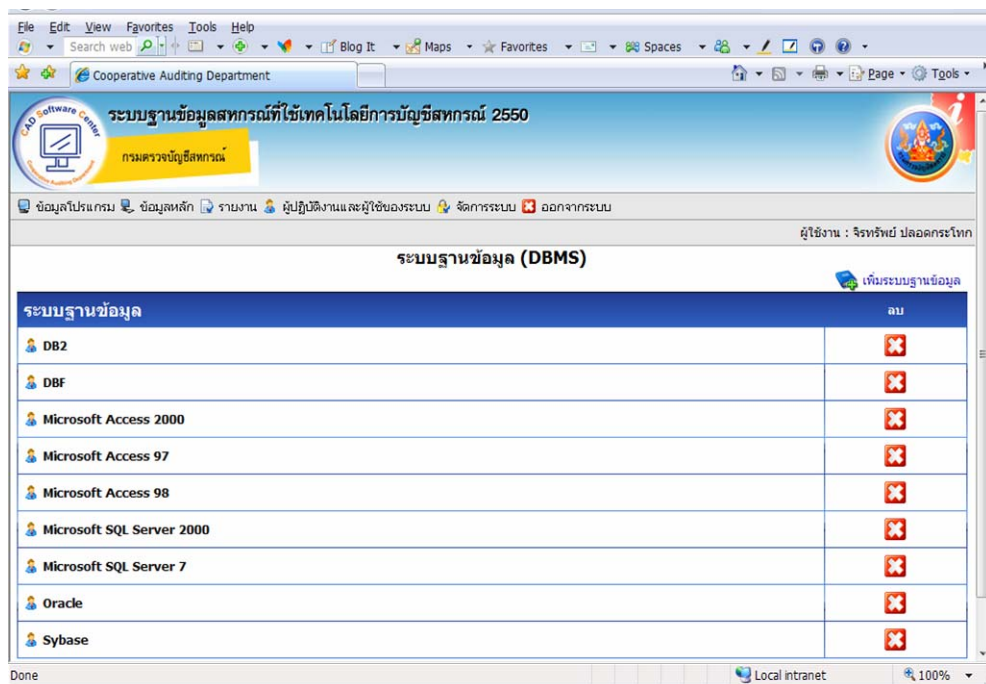 File Edit View Favorites Tools Help
Search web Blog It Maps Favorites Spaces
Cooperative Auditing Department Page Tools
CAD Software Center
Cooperative Auditing Department
ระบบฐานข้อมูลสหกรณ์ที่ใช้เทคโนโลยีการบัญชีสหกรณ์ 2550
กรมตรวจบัญชีสหกรณ์
ข้อมูลโปรแกรม ข้อมูลหลัก รายงาน ผู้ปฏิบัติงานและผู้ใช้ของระบบ จัดการระบบ ออกจากระบบ
ผู้ใช้งาน : จิรทรัพย์ ปลอดกระโทก
ระบบฐานข้อมูล (DBMS)
เพิ่มระบบฐานข้อมูล
ระบบฐานข้อมูล ลบ
DB2
DBF
Microsoft Access 2000
Microsoft Access 97
Microsoft Access 98
Microsoft SQL Server 2000
Microsoft SQL Server 7
Oracle
Sybase
Done Local intranet 100%